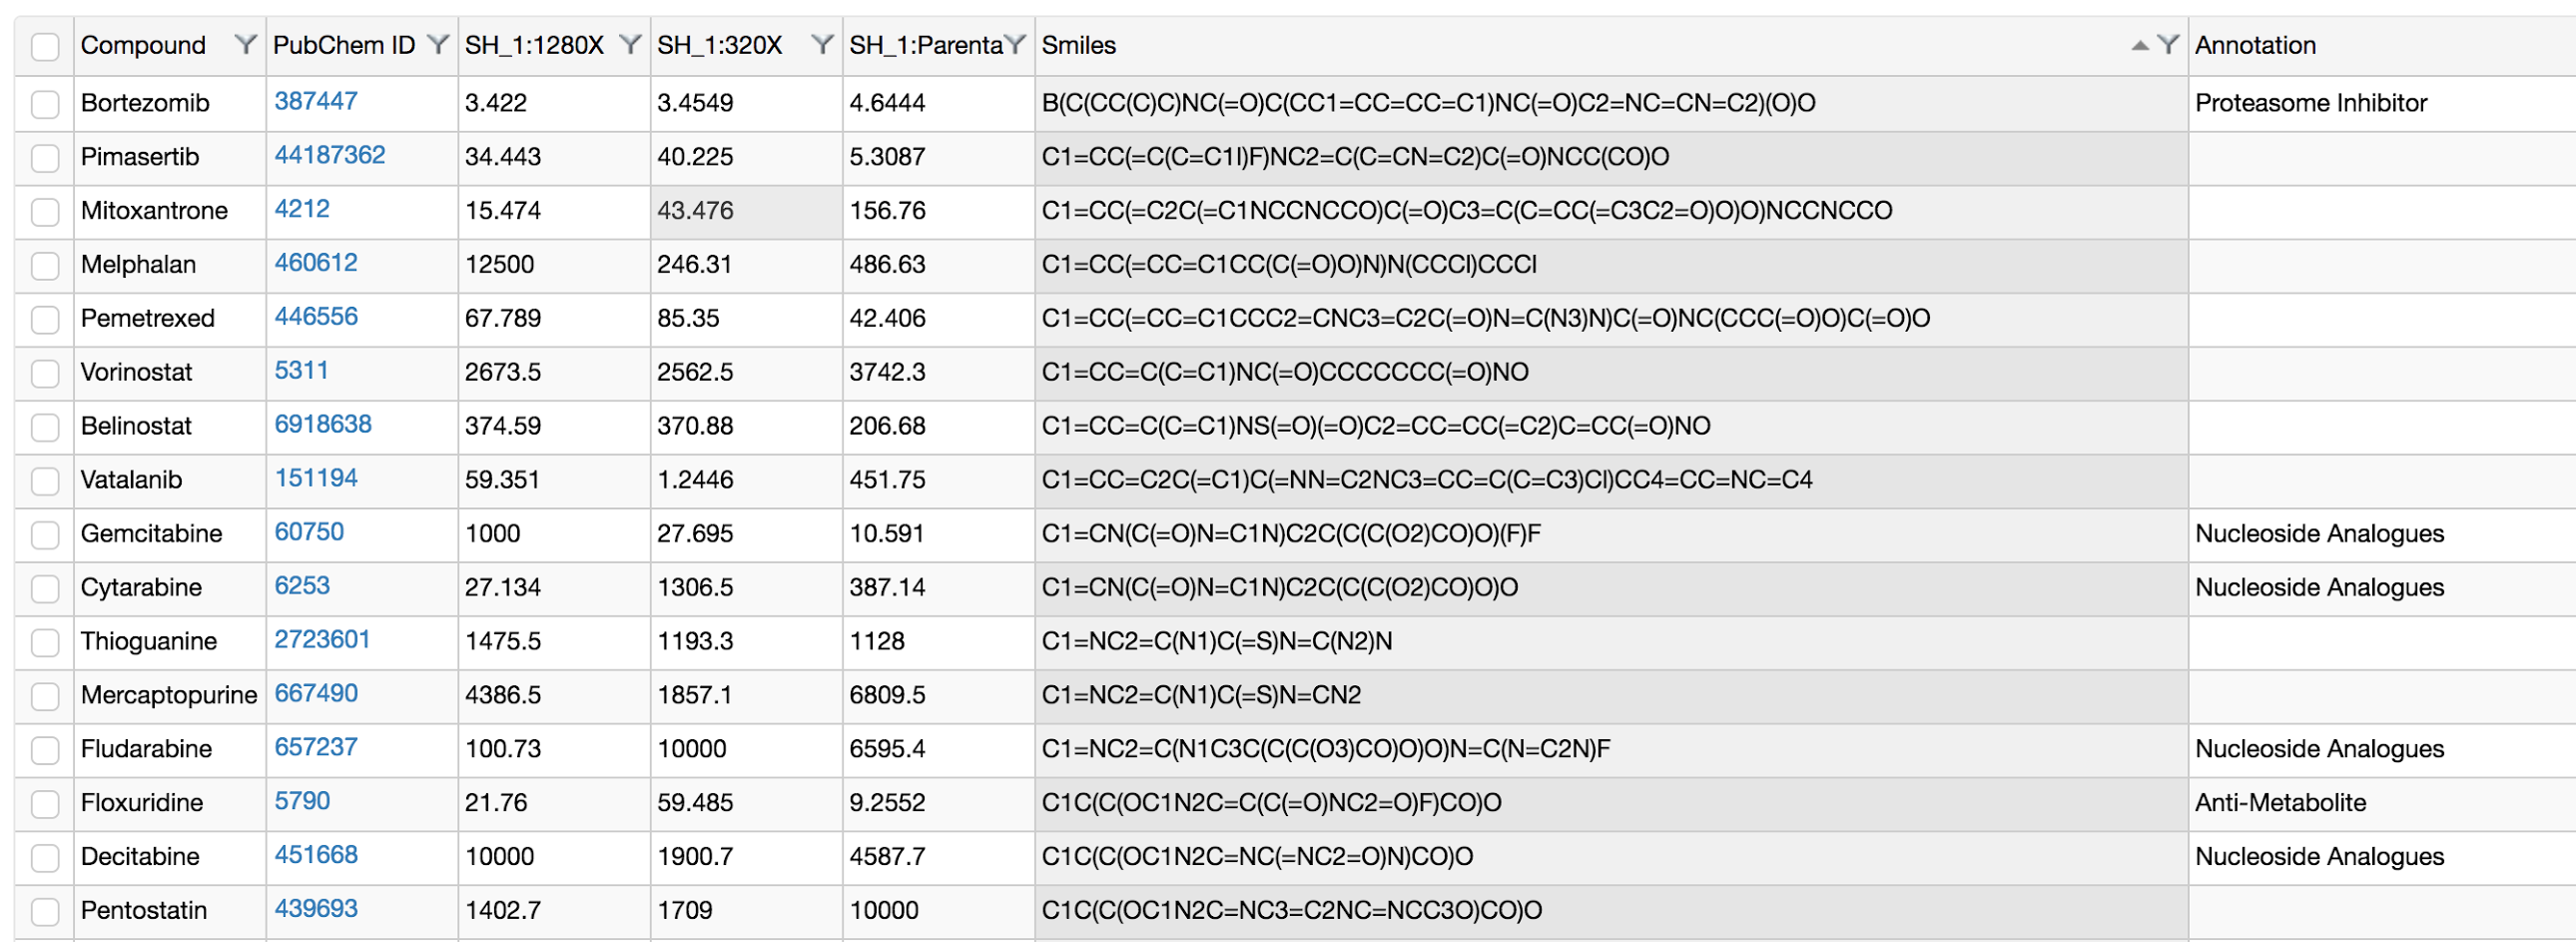 Compound PubChem ID SH_1:1280X SH_1:320X SH_1:Parenta Smiles Annotation
Bortezomib 387447 3.422 3.4549 4.6444 B(C(CC(C)C)NC(=O)C(CC1=CC=CC=C1)NC(=O)C2=NC=CN=C2)(O)O Proteasome Inhibitor
Pimasertib 44187362 34.443 40.225 5.3087 C1=CC(=C(C=C1I)F)NC2=C(C=CN=C2)C(=O)NCC(CO)O
Mitoxantrone 4212 15.474 43.476 156.76 C1=CC(=C2C(=C1NCCNCCO)C(=O)C3=C(C=CC(=C3C2=O)O)O)NCCNCCO
Melphalan 460612 12500 246.31 486.63 C1=CC(=CC=C1CC(C(=O)O)N)N(CCCl)CCCl
Pemetrexed 446556 67.789 85.35 42.406 C1=CC(=CC=C1CCC2=CNC3=C2C(=O)N=C(N3)N)C(=O)NC(CCC(=O)O)C(=O)O
Vorinostat 5311 2673.5 2562.5 3742.3 C1=CC=C(C=C1)NC(=O)CCCCCCC(=O)NO
Belinostat 6918638 374.59 370.88 206.68 C1=CC=C(C=C1)NS(=O)(=O)C2=CC=CC(=C2)C=CC(=O)NO
Vatalanib 151194 59.351 1.2446 451.75 C1=CC=C2C(=C1)C(=NN=C2NC3=CC=C(C=C3)Cl)CC4=CC=NC=C4
Gemcitabine 60750 1000 27.695 10.591 C1=CN(C(=O)N=C1N)C2C(C(C(O2)CO)O)(F)F Nucleoside Analogues
Cytarabine 6253 27.134 1306.5 387.14 C1=CN(C(=O)N=C1N)C2C(C(C(O2)CO)O)O Nucleoside Analogues
Thioguanine 2723601 1475.5 1193.3 1128 C1=NC2=C(N1)C(=S)N=C(N2)N
Mercaptopurine 667490 4386.5 1857.1 6809.5 C1=NC2=C(N1)C(=S)N=CN2
Fludarabine 657237 100.73 10000 6595.4 C1=NC2=C(N1C3C(C(C(O3)CO)O)O)N=C(N=C2N)F Nucleoside Analogues
Floxuridine 5790 21.76 59.485 9.2552 C1C(C(OC1N2C=C(C(=O)NC2=O)F)CO)O Anti-Metabolite
Decitabine 451668 10000 1900.7 4587.7 C1C(C(OC1N2C=NC(=NC2=O)N)CO)O Nucleoside Analogues
Pentostatin 439693 1402.7 1709 10000 C1C(C(OC1N2C=NC3=C2NC=NCC3O)CO)O